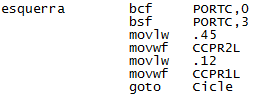 esquerra bcf PORTC,0
bsf PORTC,3
movlw .45
movwf CCPR2L
movlw .12
movwf CCPR1L
goto Cicle